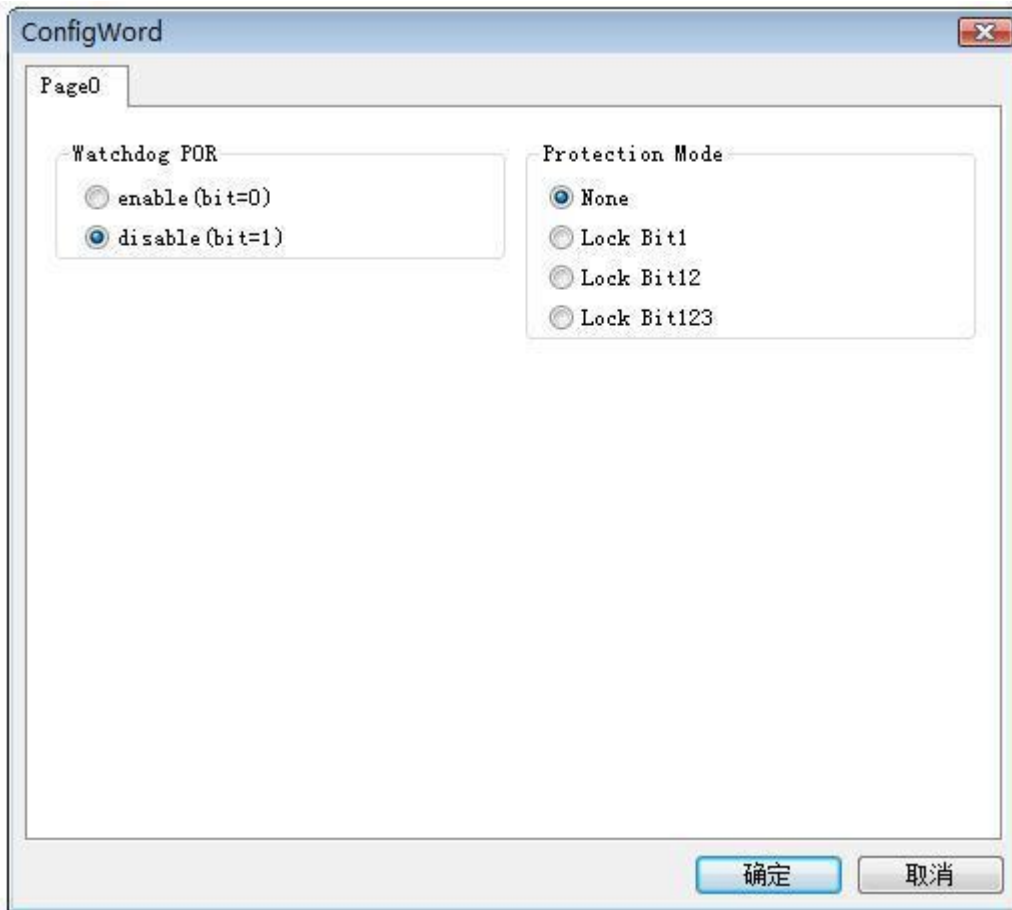 ConfigWord
Page0
Watchdog POR
enable(bit=0)
disable(bit=1)
Protection Mode
None
Lock Bit1
Lock Bit12
Lock Bit123
确定
取消